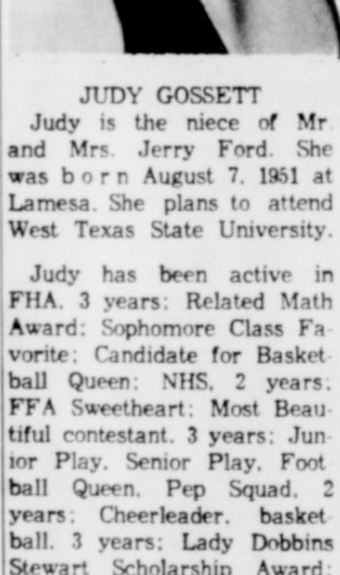 JUDY GOSSETT
Judy is the niece of Mr.
and Mrs. Jerry Ford. She
was born August 7, 1951 at
Lamesa. She plans to attend
West Texas State University.
Judy has been active in
FHA, 3 years; Related Math
Award; Sophomore Class Fa-
vorite; Candidate for Basket-
ball Queen; NHS, 2 years;
FFA Sweetheart; Most Beau-
tiful contestant, 3 years; Jun-
ior Play, Senior Play, Foot
ball Queen, Pep Squad, 2
years; Cheerleader, basket-
ball, 3 years; Lady Dobbins
Stewart Scholarship Award;